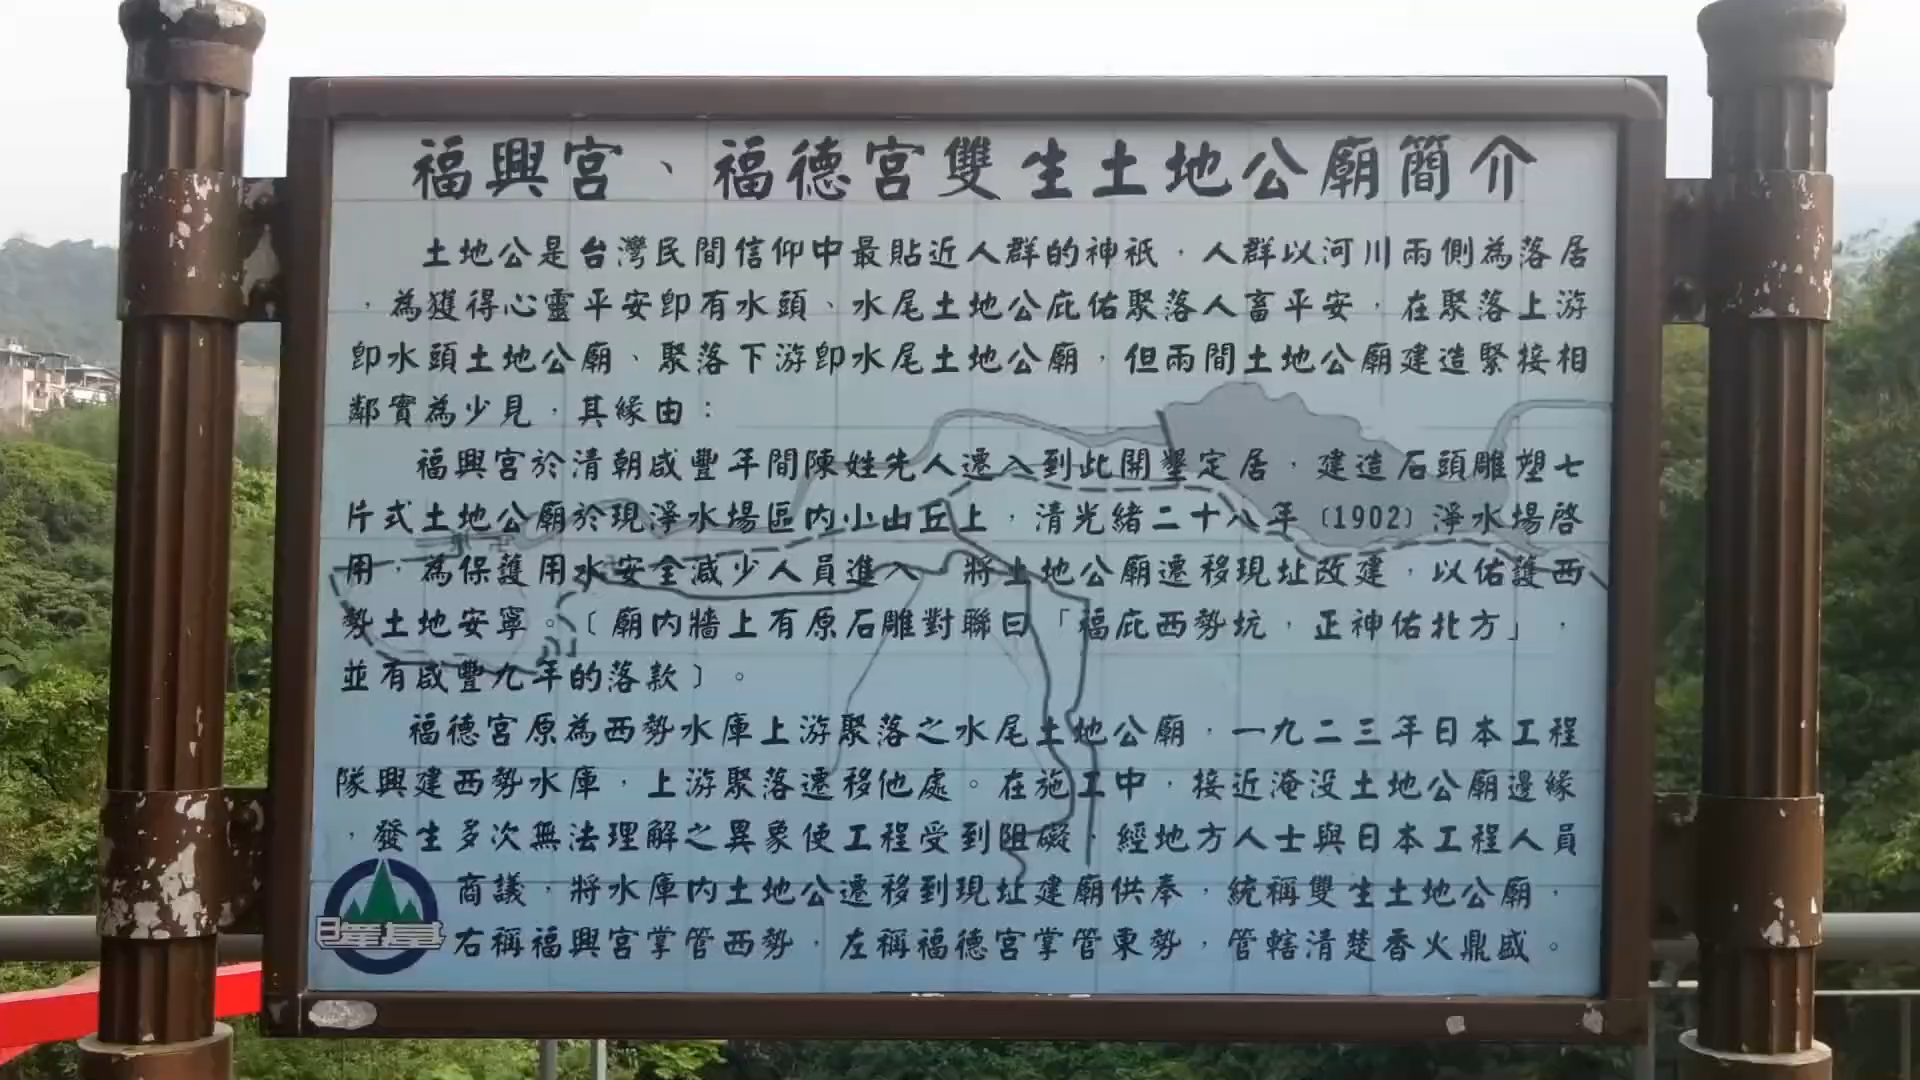 福興宮、福德宮雙生土地公廟簡介
土地公是台灣民間信仰中最貼近人群的神祇，人群以河川兩側為落居
，為獲得心靈平安即有水頭、水尾土地公庇佑聚落人畜平安，在聚落上游
即水頭土地公廟、聚落下游即水尾土地公廟，但兩間土地公廟建造緊接相
鄰實為少見，其緣由：
福興宮於清朝咸豐年間陳姓先人遷入到此開墾定居，建造石頭雕塑七
片式土地公廟於現淨水場區內小山丘上，清光緒二十八年（1902）淨水場啓
用，為保護用水安全減少人員進入，將土地公廟遷移現址改建，以佑護西
勢土地安寧。〔廟內牆上有原石雕對聯曰「福庇西勢坑，正神佑北方」，
並有咸豐九年的落款〕。
福德宮原為西勢水庫上游聚落之水尾土地公廟，一九二三年日本工程
隊興建西勢水庫，上游聚落遷移他處。在施工中，接近淹没土地公廟邊緣
，發生多次無法理解之異象使工程受到阻礙，經地方人士與日本工程人員
商議，將水庫內土地公遷移到現址建廟供奉，統稱雙生土地公廟，
右稱福興宮掌管西勢，左稱福德宮掌管東勢，管轄清楚香火鼎盛。